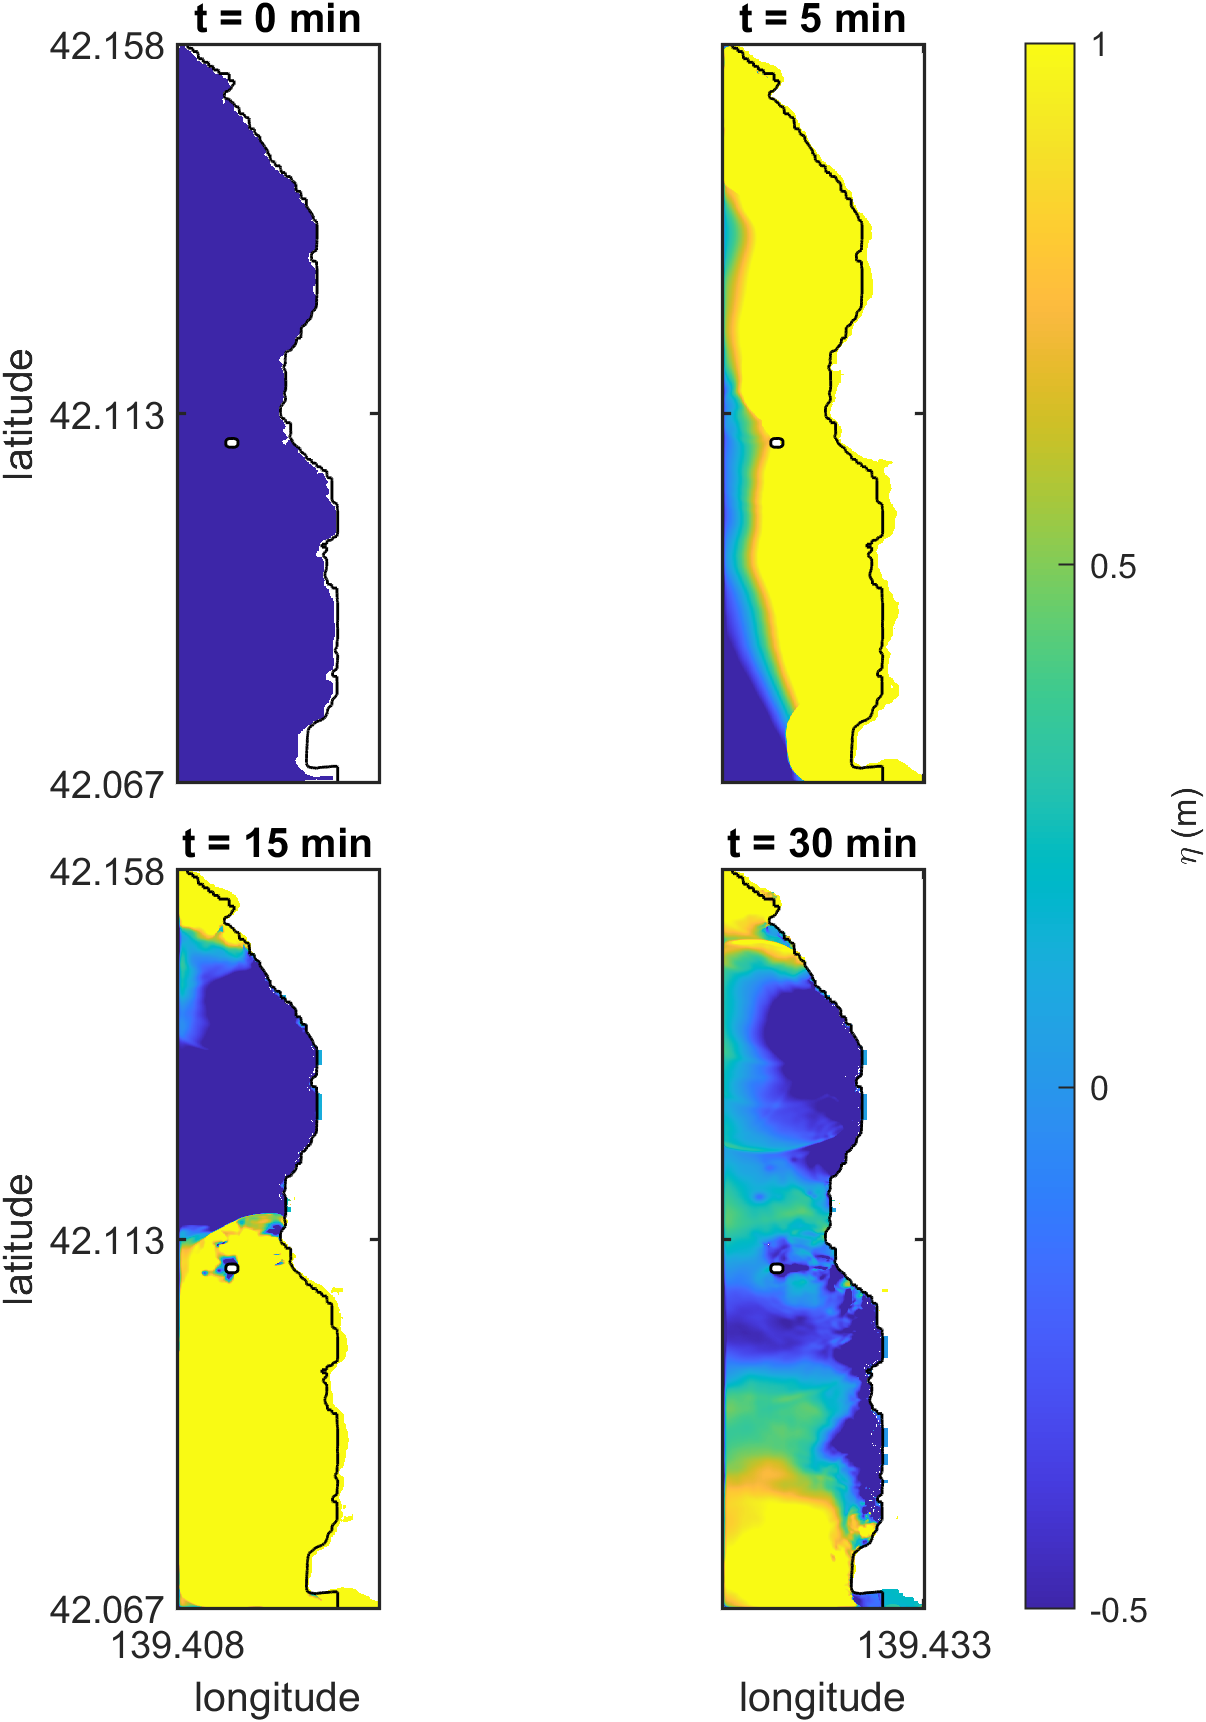 t = 0 min
t = 5 min
42.158
42.113
42.067
latitude
t = 15 min
t = 30 min
42.158
42.113
42.067
latitude
139.408
139.433
longitude
longitude
1
0.5
0
-0.5
η (m)